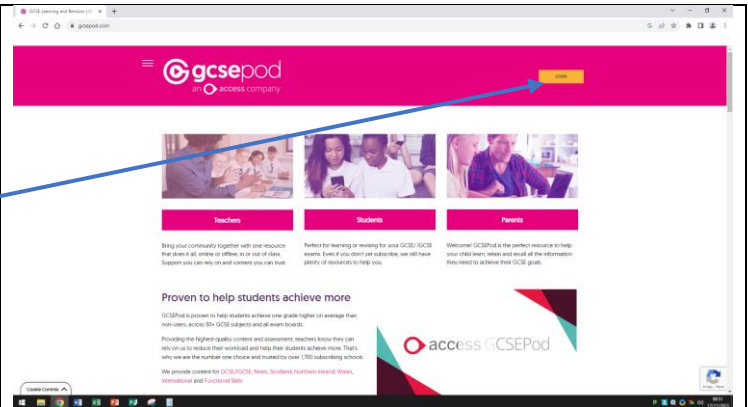 GCSE Learning and Revision | G
gcsepod.com
gcsepod
an access company
LOGIN
Teachers
Students
Parents
Bring your community together with one resource
that does it all, online or offline, in or out of class.
Support you can rely on and content you can trust.
Perfect for learning or revising for your GCSE/ IGCSE
exams. Even if you don't yet subscribe, we still have
plenty of resources to help you.
Welcome! GCSEPod is the perfect resource to help
your child learn, retain and recall all the information
they need to achieve their GCSE goals.
Proven to help students achieve more
GCSEPod is proven to help students achieve one grade
higher on average than
non-users, across 30+ GCSE subjects and all exam boards.
Providing the highest-quality content and assessment, teachers know they can
rely on us to reduce their workload and help their students achieve more. That's
why we are the number one choice and trusted by over 1,700 subscribing schools.
We provide content for GCSE/IGCSE, Hwres, Scotland, Northern Ireland, Wales,
International and Functional Skills
access GCSEPod
Cookie Controls
Privacy - Terms